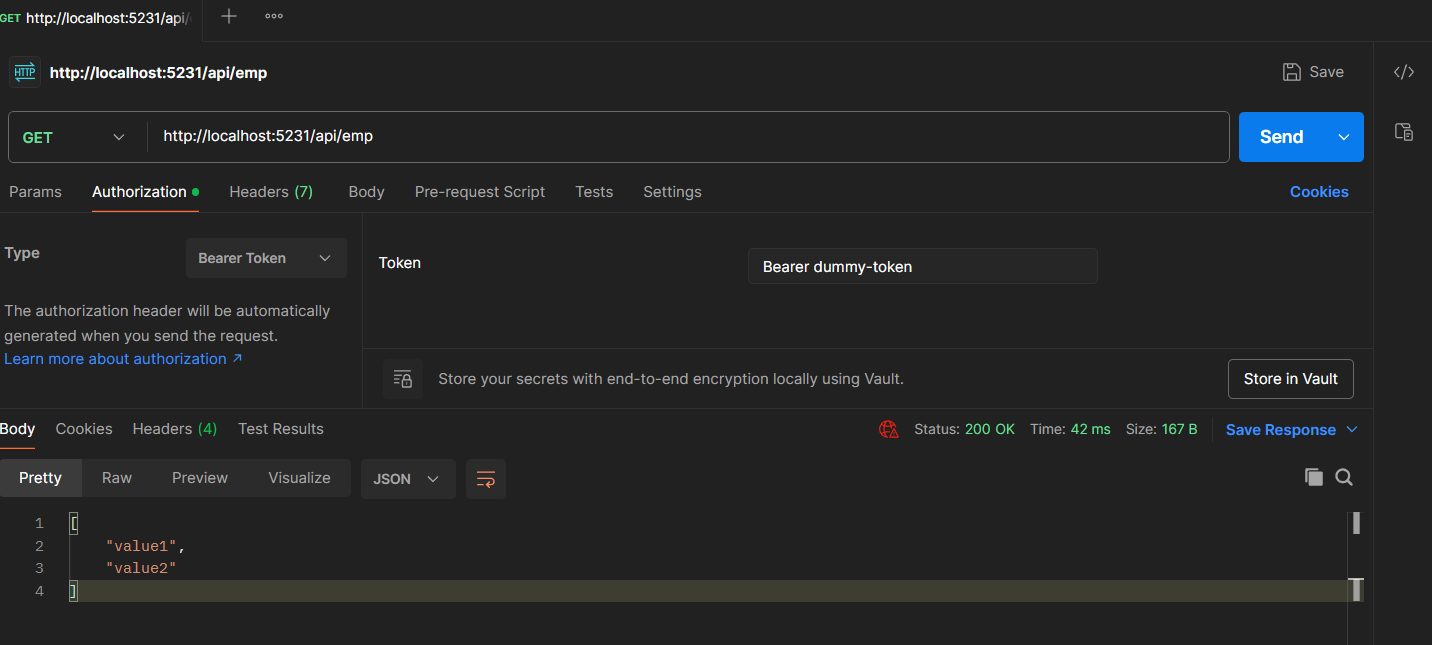 GET http://localhost:5231/api/
HTTP http://localhost:5231/api/emp Save </>
GET http://localhost:5231/api/emp Send
Params Authorization Headers (7) Body Pre-request Script Tests Settings Cookies
Type Bearer Token Token Bearer dummy-token
The authorization header will be automatically
generated when you send the request.
Learn more about authorization ↗
Store your secrets with end-to-end encryption locally using Vault. Store in Vault
Body Cookies Headers (4) Test Results Status: 200 OK Time: 42 ms Size: 167 B Save Response
Pretty Raw Preview Visualize JSON
1 [
2 "value1",
3 "value2"
4 ]